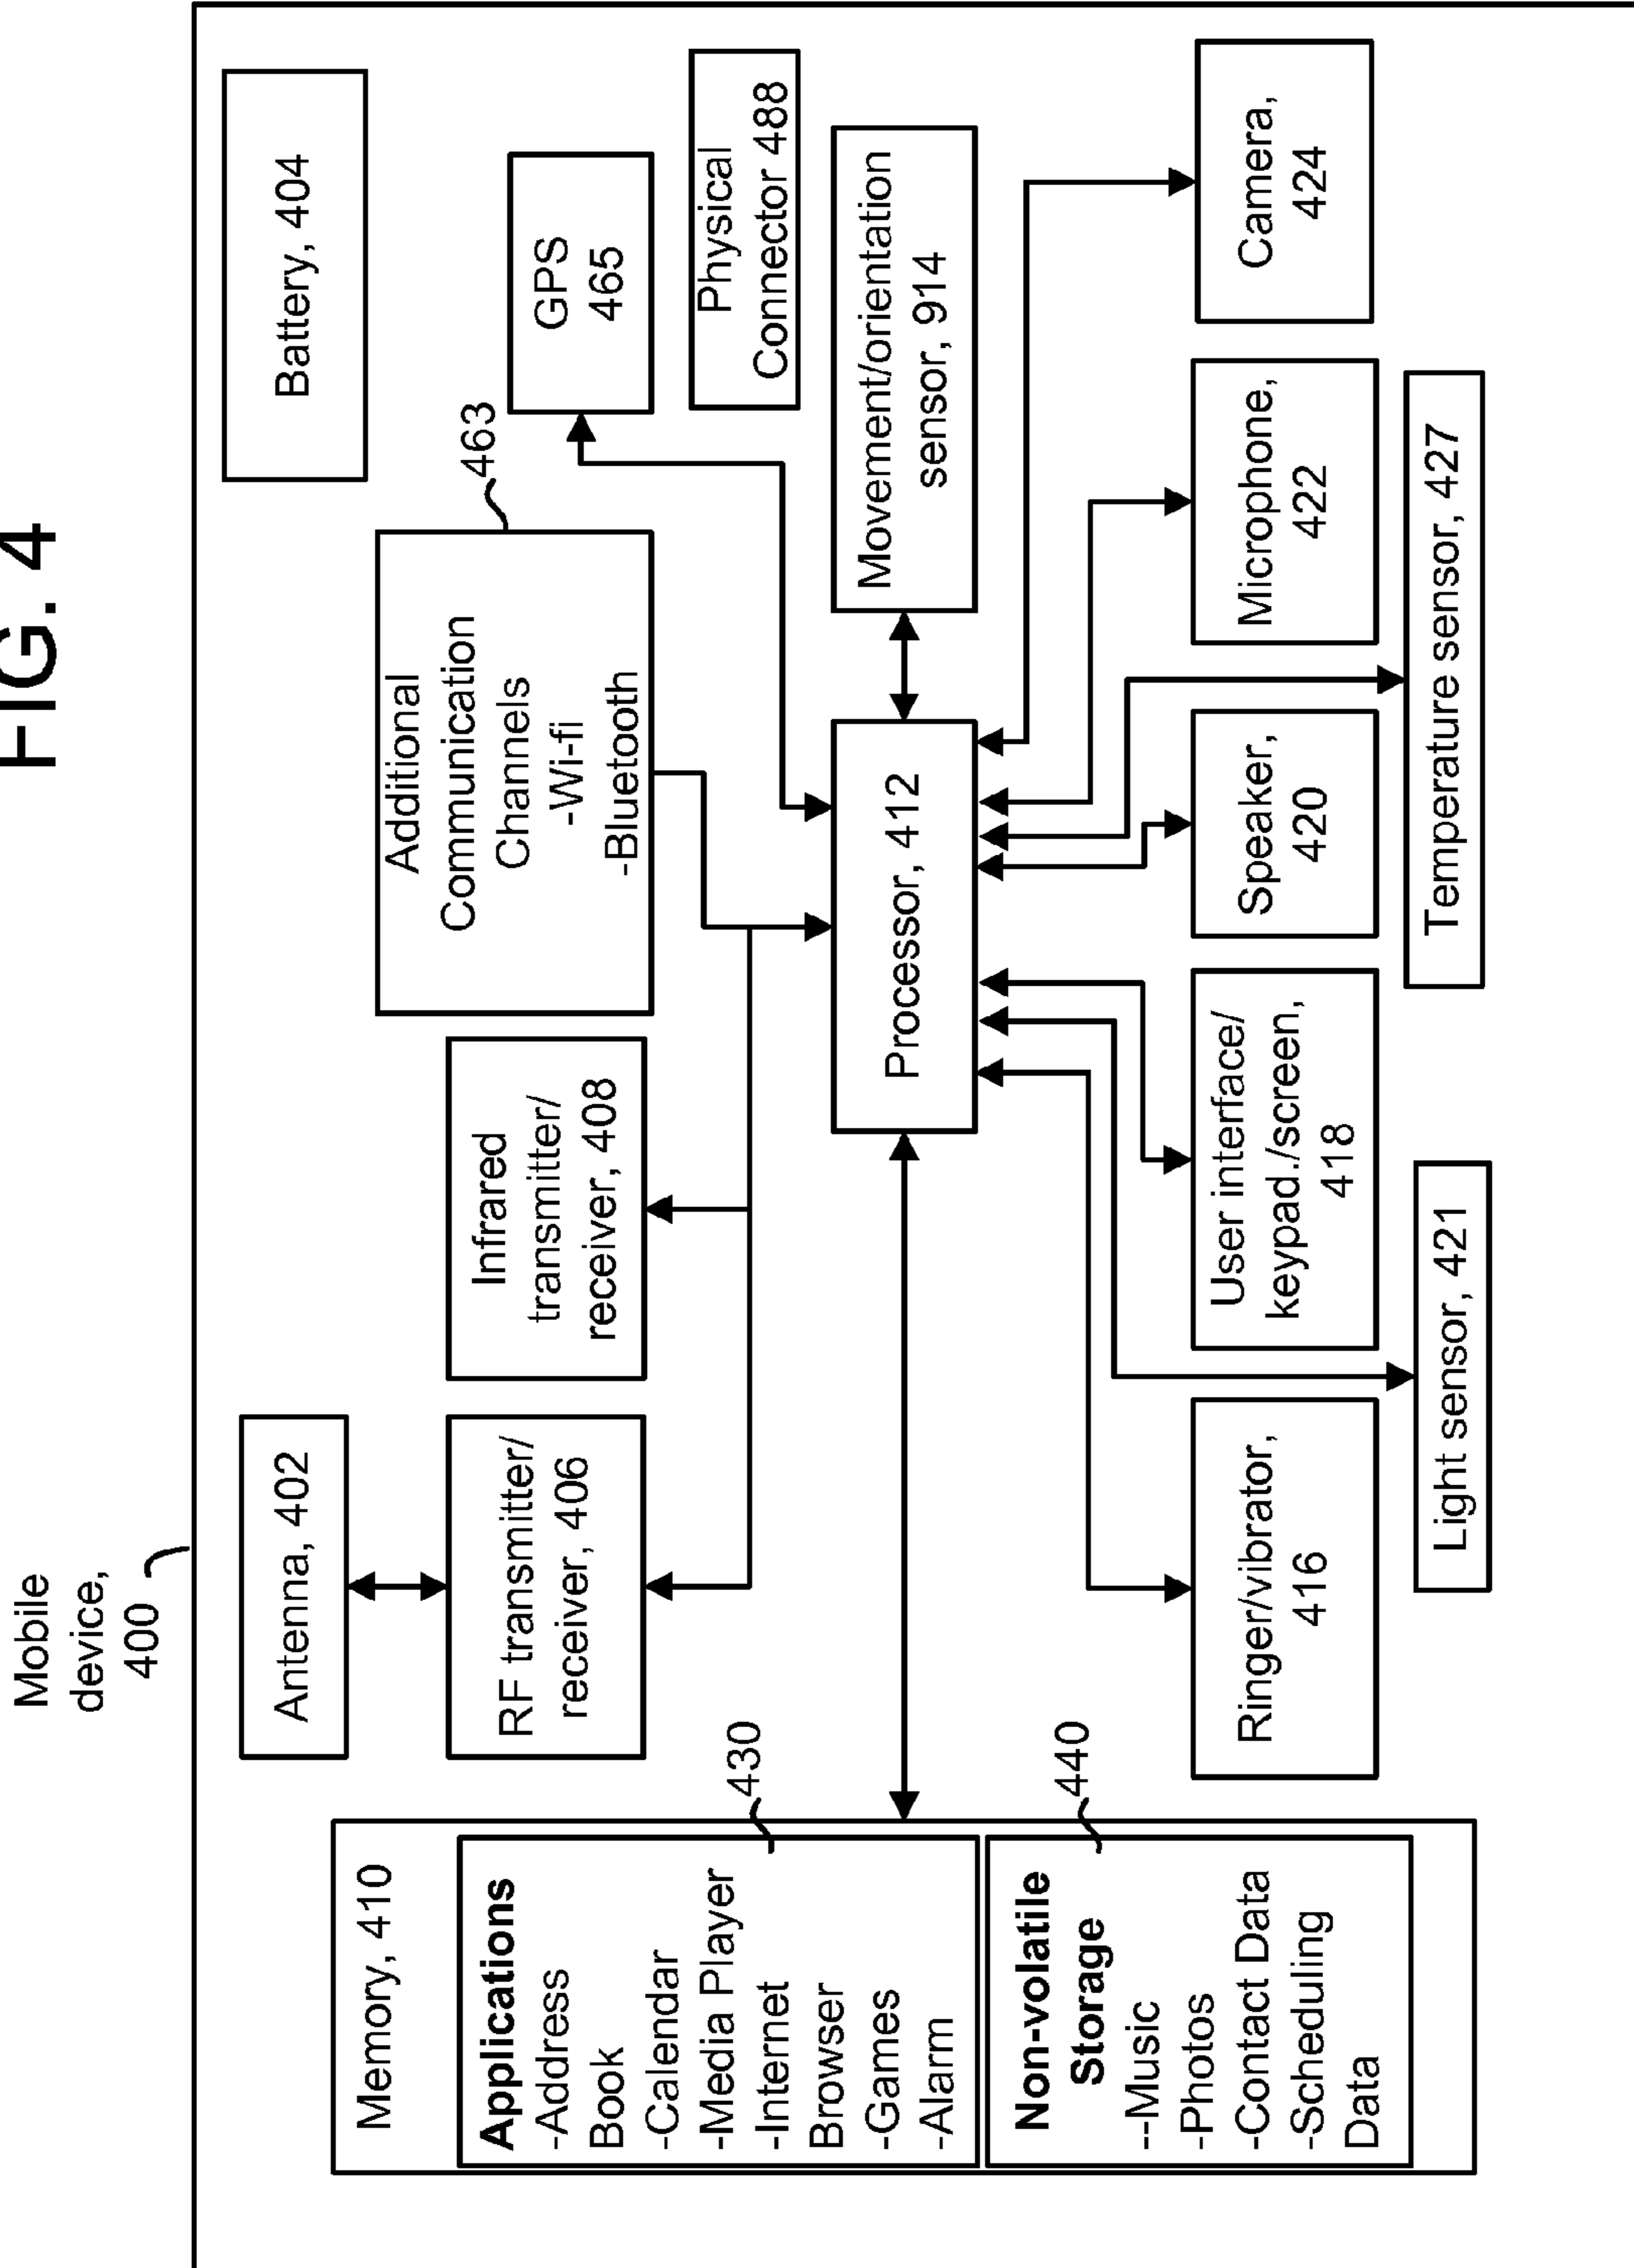 FIG. 4
Mobile
device,
400
Antenna, 402
Battery, 404
RF transmitter/
receiver, 406
Infrared
transmitter/
receiver, 408
Additional
Communication
Channels
-Wi-fi
-Bluetooth
463
GPS
465
Physical
Connector 488
Memory, 410
Applications
-Address
Book
-Calendar
-Media Player
-Internet
Browser
-Games
-Alarm
430
Non-volatile
Storage
--Music
-Photos
-Contact Data
-Scheduling
Data
440
Processor, 412
Movement/orientation
sensor, 914
Ringer/vibrator,
416
User interface/
keypad./screen,
418
Speaker,
420
Microphone,
422
Camera,
424
Light sensor, 421
Temperature sensor, 427